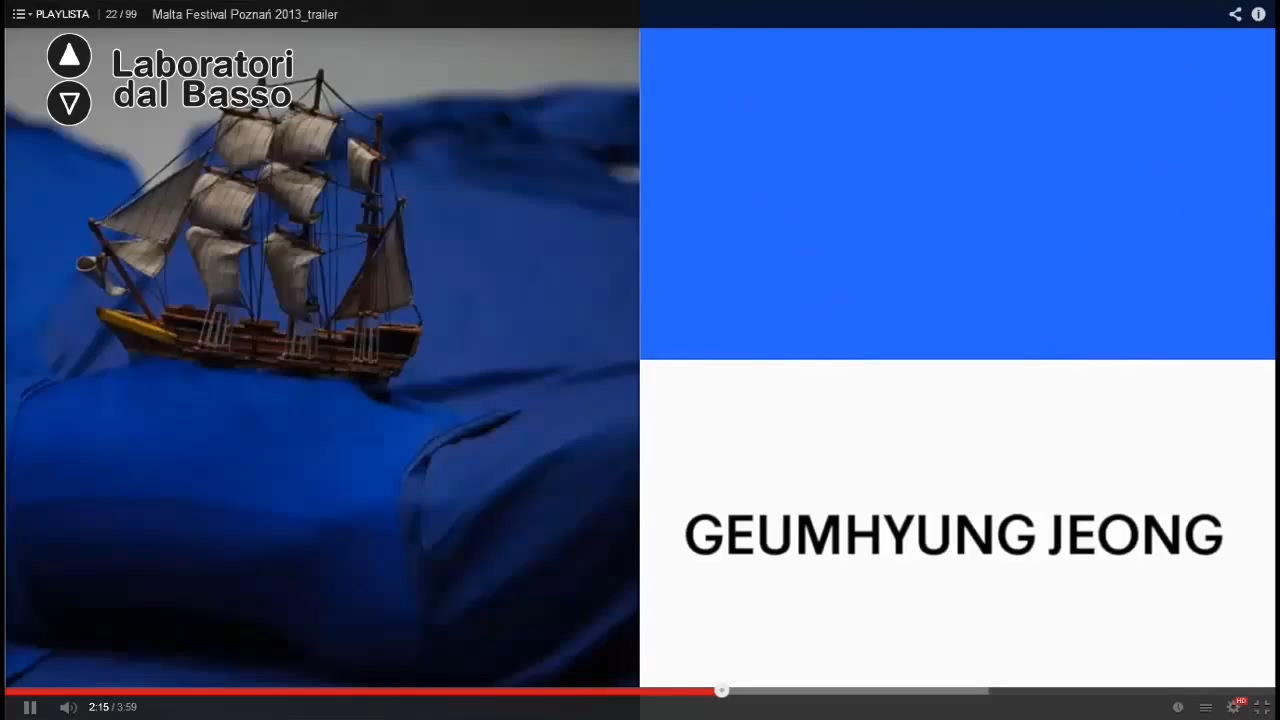 PLAYLISTA 22 / 99 Malta Festival Poznań 2013_trailer
Laboratori
dal Basso
GEUMHYUNG JEONG
2:15 / 3:59
HD